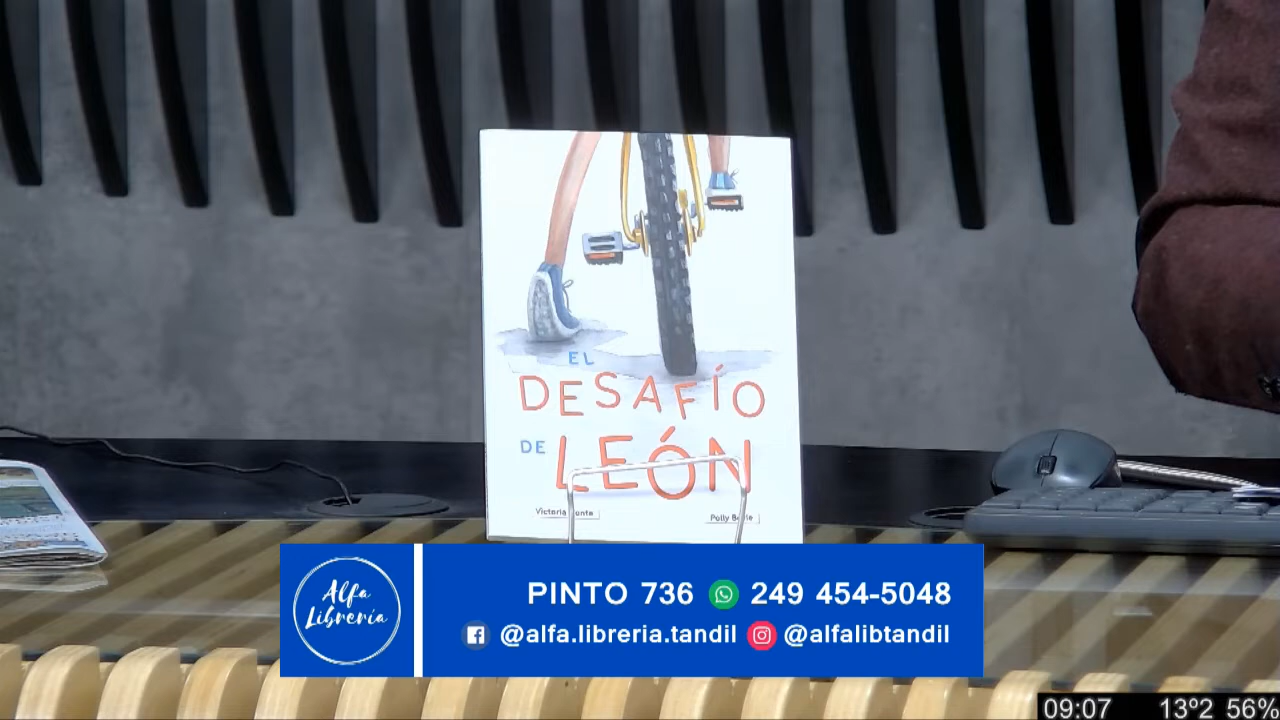 EL
DESAFÍO
DE LEÓN
Victoria
Polly
Alfa
Librería
PINTO 736 249 454-5048
@alfa.libreria.tandil @alfalibtandil
09:07 13º2 56%